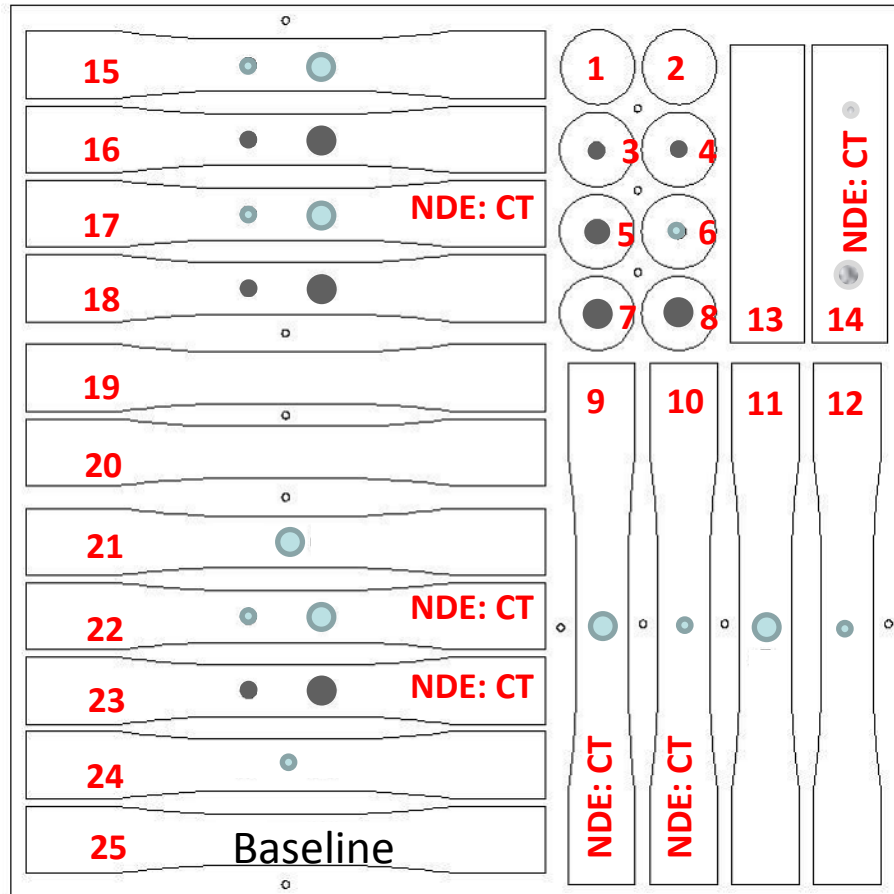 15
16
17 NDE: CT
18
19
20
21
22 NDE: CT
23 NDE: CT
24
25 Baseline
1 2
3 4
5 6
7 8
13 14
NDE: CT
9 10 11 12
NDE: CT NDE: CT